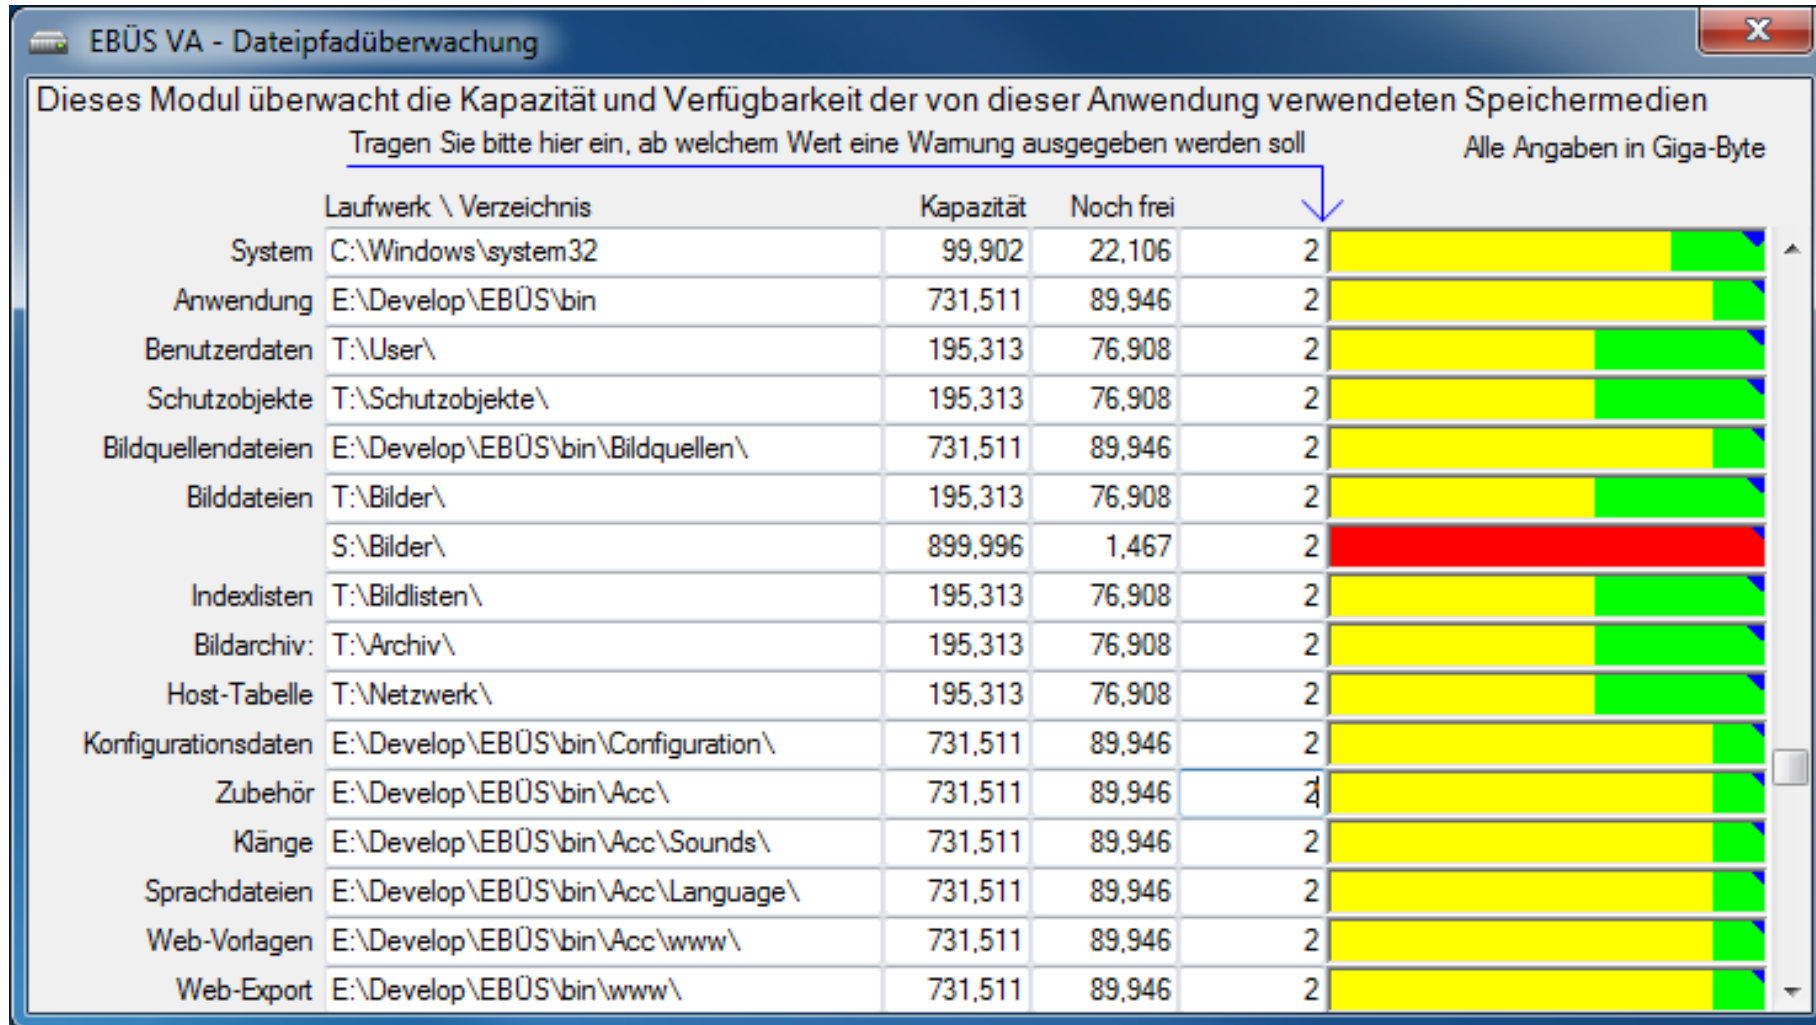 EBÜS VA - Dateipfadüberwachung
Dieses Modul überwacht die Kapazität und Verfügbarkeit der von dieser Anwendung verwendeten Speichermedien
Tragen Sie bitte hier ein, ab welchem Wert eine Warnung ausgegeben werden soll
Alle Angaben in Giga-Byte
Laufwerk \ Verzeichnis Kapazität Noch frei
System C:\Windows\system32 99,902 22,106 2
Anwendung E:\Develop\EBÜS\bin 731,511 89,946 2
Benutzerdaten T:\User\ 195,313 76,908 2
Schutzobjekte T:\Schutzobjekte\ 195,313 76,908 2
Bildquellendateien E:\Develop\EBÜS\bin\Bildquellen\ 731,511 89,946 2
Bilddateien T:\Bilder\ 195,313 76,908 2
S:\Bilder\ 899,996 1,467 2
Indexlisten T:\Bildlisten\ 195,313 76,908 2
Bildarchiv: T:\Archiv\ 195,313 76,908 2
Host-Tabelle T:\Netzwerk\ 195,313 76,908 2
Konfigurationsdaten E:\Develop\EBÜS\bin\Configuration\ 731,511 89,946 2
Zubehör E:\Develop\EBÜS\bin\Acc\ 731,511 89,946 2
Klänge E:\Develop\EBÜS\bin\Acc\Sounds\ 731,511 89,946 2
Sprachdateien E:\Develop\EBÜS\bin\Acc\Language\ 731,511 89,946 2
Web-Vorlagen E:\Develop\EBÜS\bin\Acc\www\ 731,511 89,946 2
Web-Export E:\Develop\EBÜS\bin\www\ 731,511 89,946 2